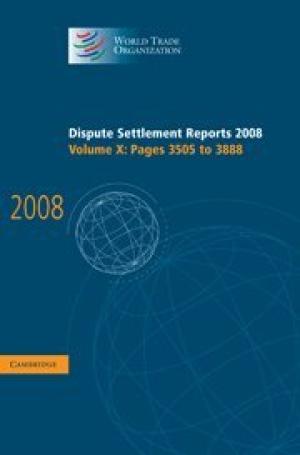 WORLD TRADE
ORGANIZATION
Dispute Settlement Reports 2008
Volume X: Pages 3505 to 3888
2008
CAMBRIDGE